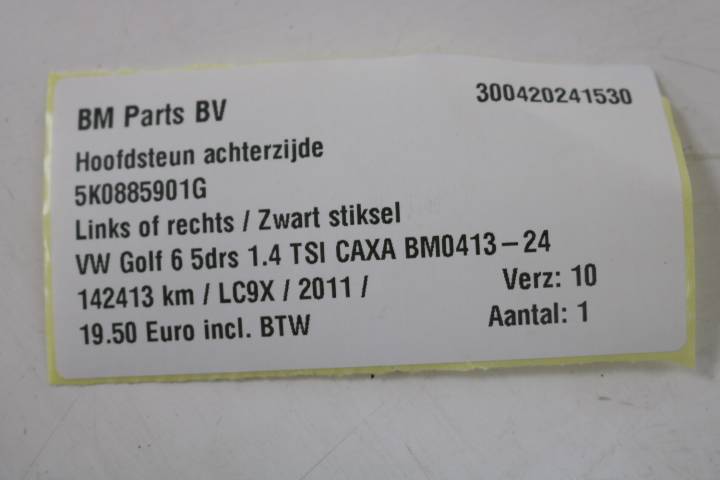 BM Parts BV 300420241530
Hoofdsteun achterzijde
5K0885901G
Links of rechts / Zwart stiksel
VW Golf 6 5drs 1.4 TSI CAXA BM0413-24
142413 km / LC9X / 2011 / Verz: 10
19.50 Euro incl. BTW Aantal: 1